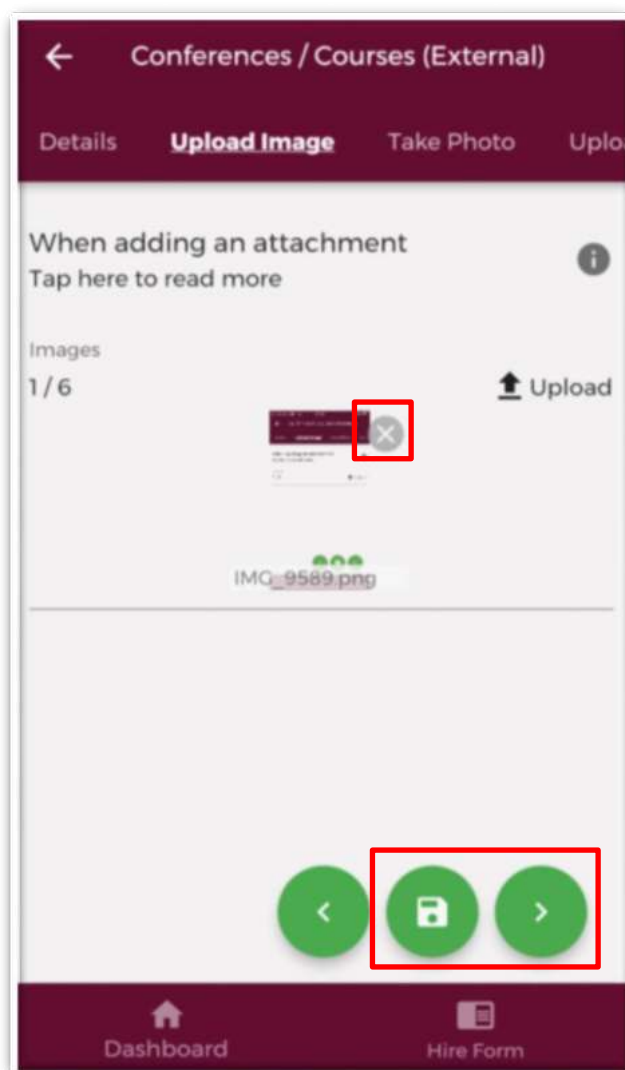 Conferences / Courses (External)
Details Upload Image Take Photo Uplo
When adding an attachment
Tap here to read more
Images
1 / 6 Upload
IMG_9589.png
Dashboard Hire Form